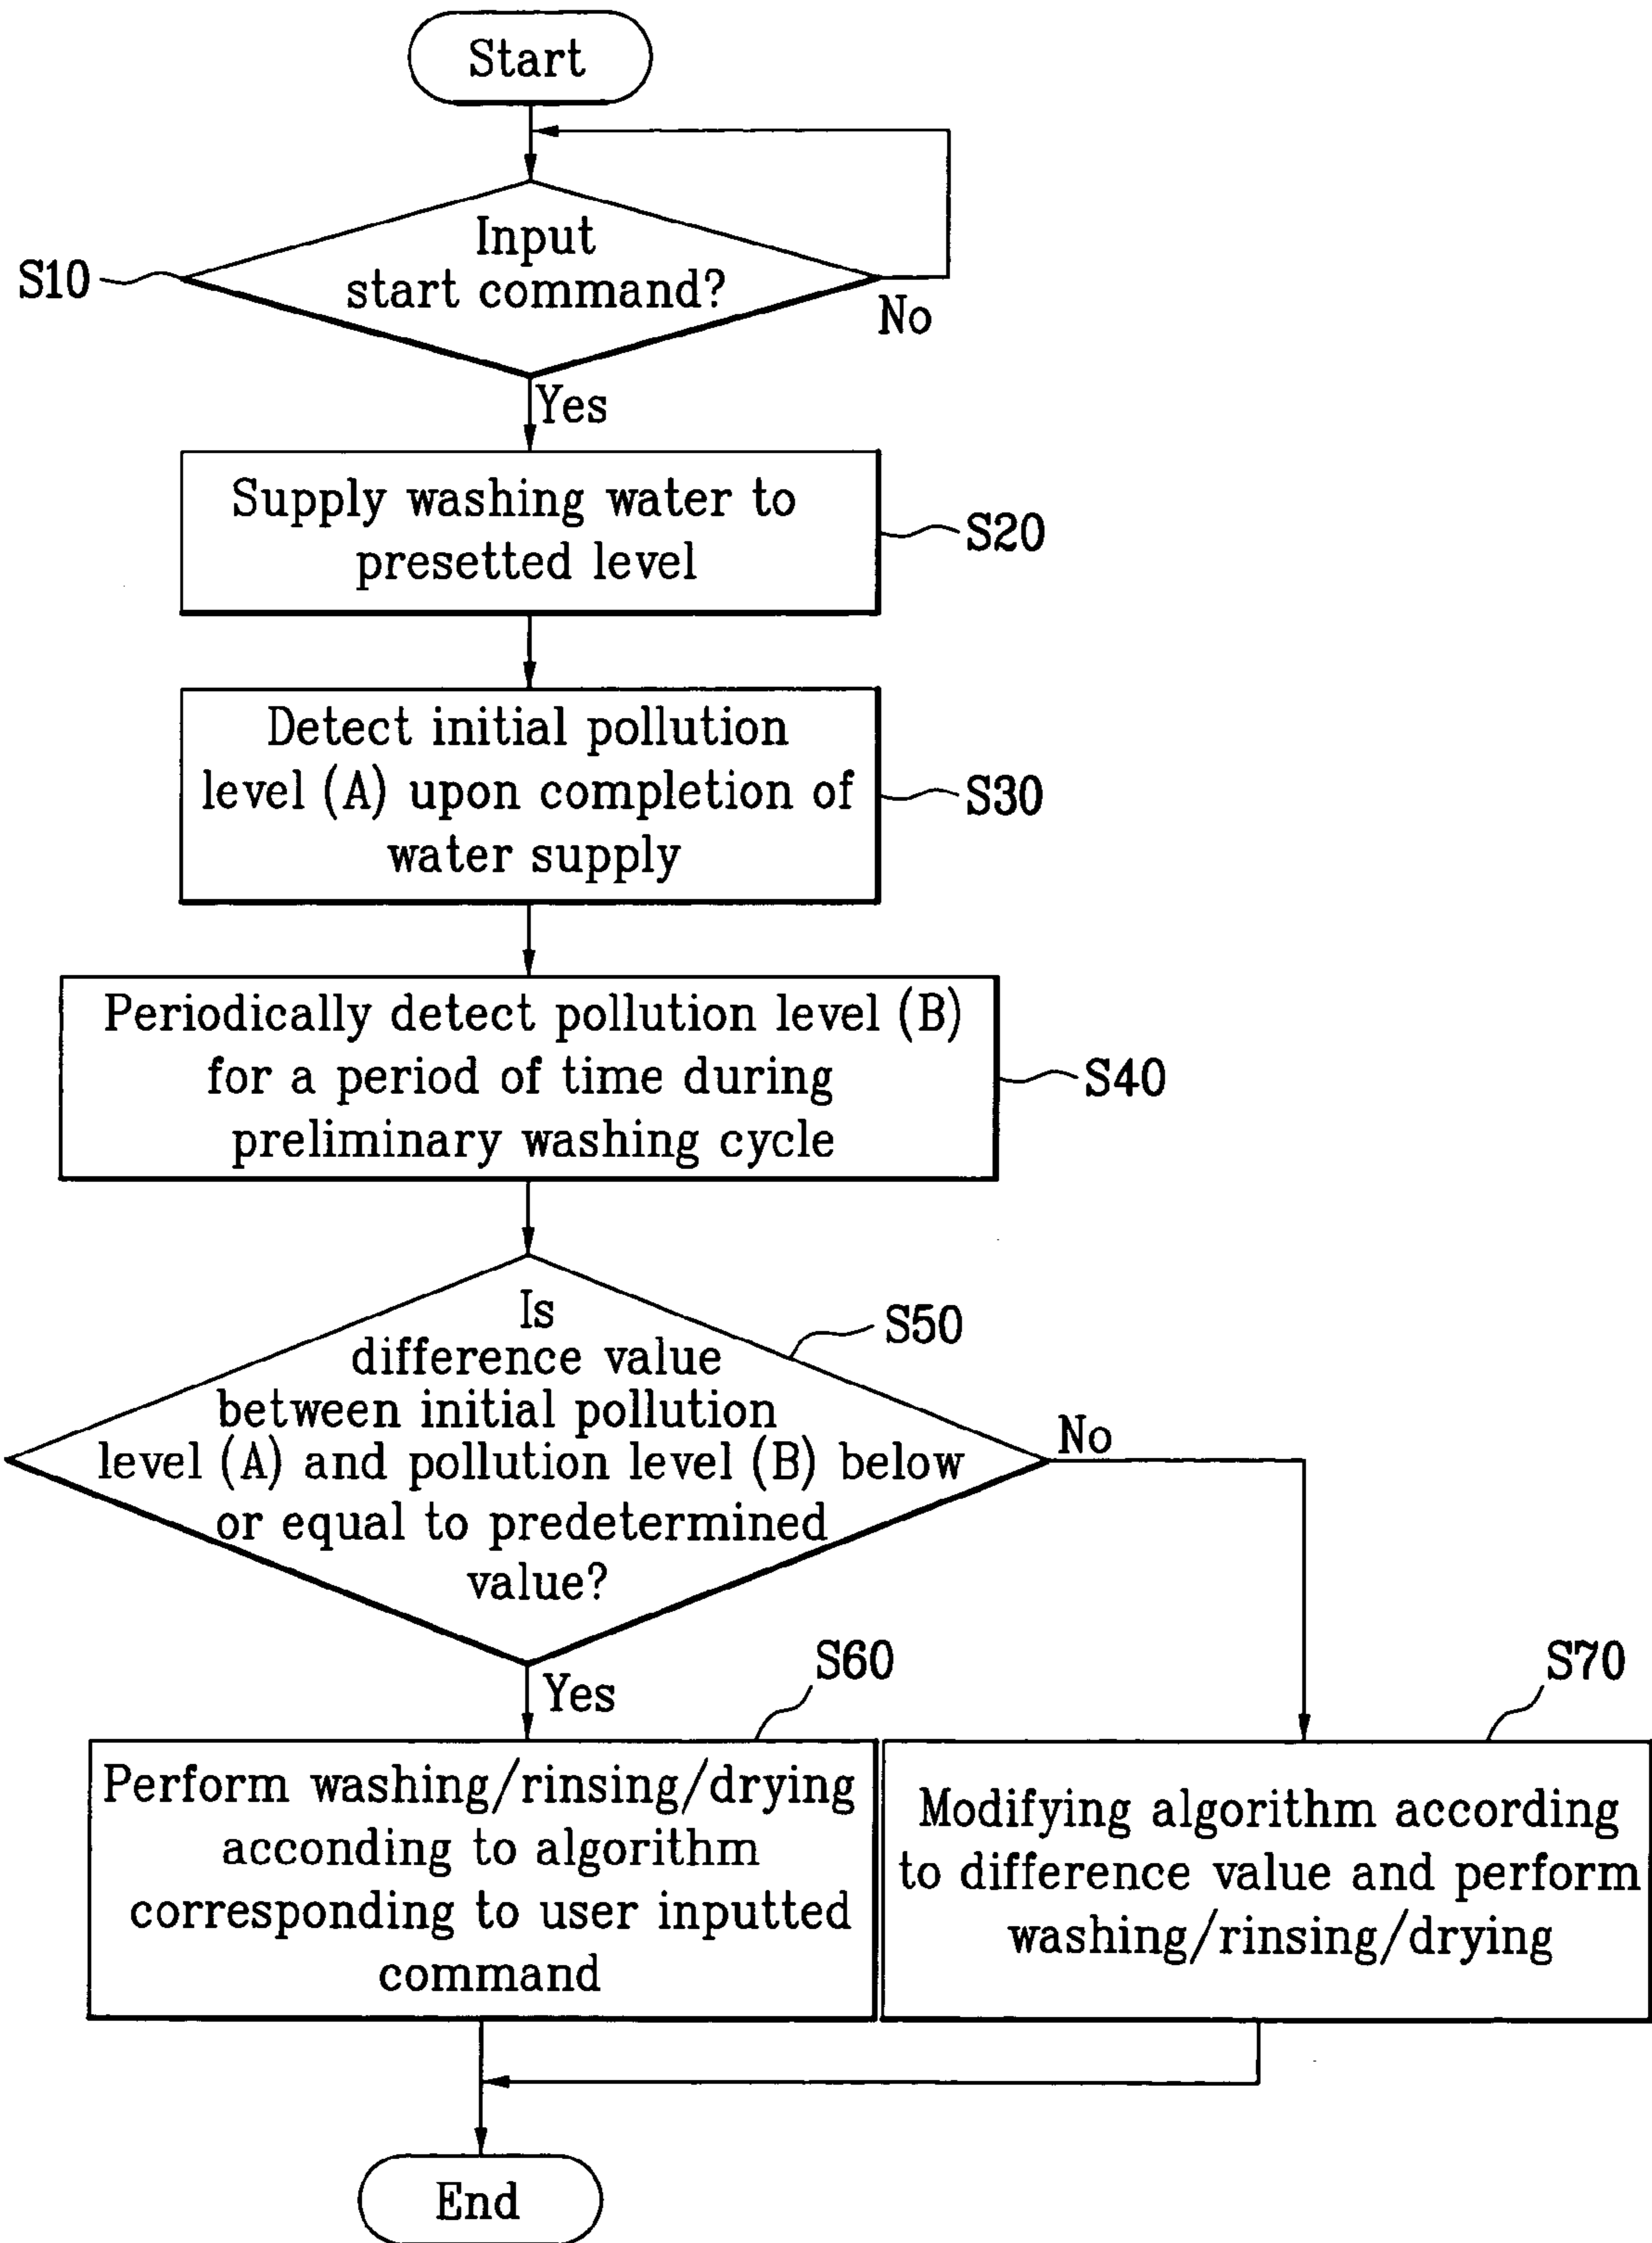 Start
Input
start command?
S10
No
Yes
Supply washing water to
presetted level
S20
Detect initial pollution
level (A) upon completion of
water supply
S30
Periodically detect pollution level (B)
for a period of time during
preliminary washing cycle
S40
Is
difference value
between initial pollution
level (A) and pollution level (B) below
or equal to predetermined
value?
S50
No
Yes
S60
Perform washing/rinsing/drying
acconding to algorithm
corresponding to user inputted
command
S70
Modifying algorithm according
to difference value and perform
washing/rinsing/drying
End